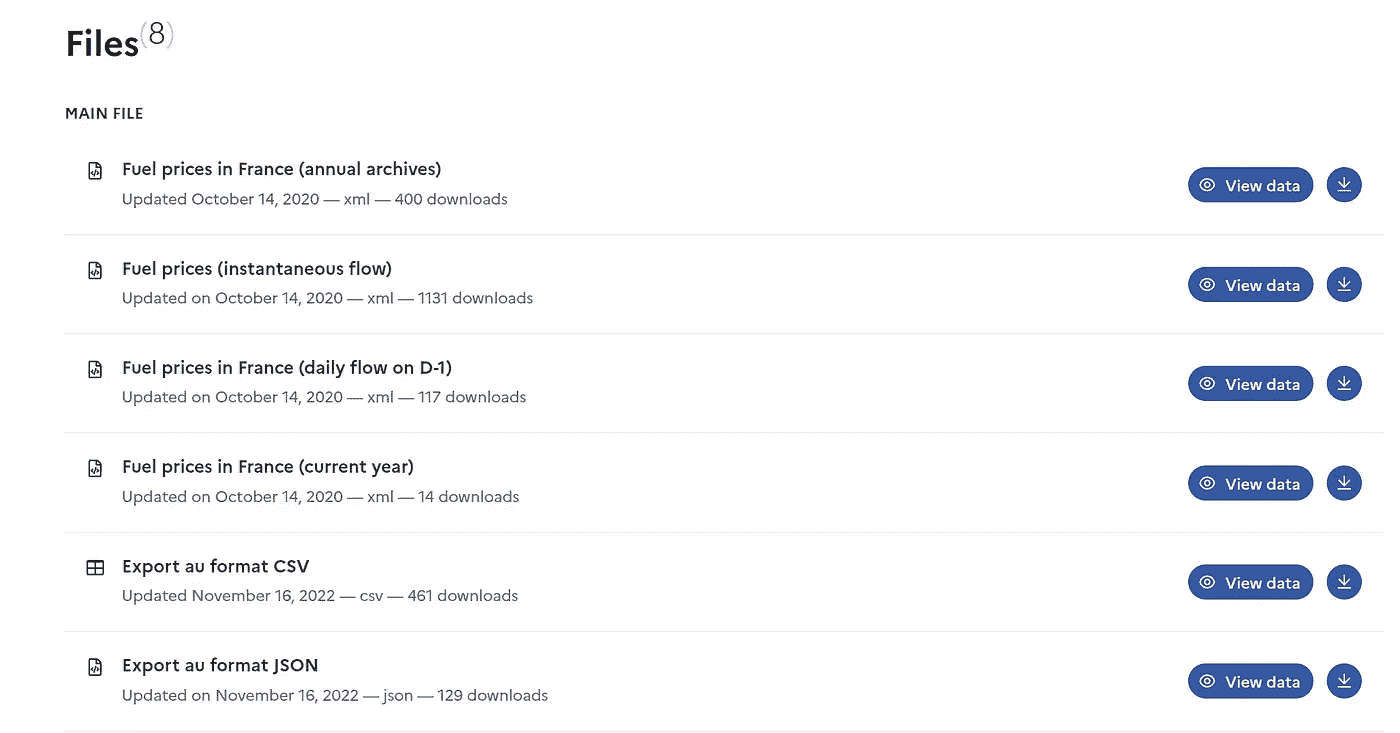 Files(8)
MAIN FILE
Fuel prices in France (annual archives)
Updated October 14, 2020 — xml — 400 downloads
View data
Fuel prices (instantaneous flow)
Updated on October 14, 2020 — xml — 1131 downloads
View data
Fuel prices in France (daily flow on D-1)
Updated on October 14, 2020 — xml — 117 downloads
View data
Fuel prices in France (current year)
Updated on October 14, 2020 — xml — 14 downloads
View data
Export au format CSV
Updated November 16, 2022 — csv — 461 downloads
View data
Export au format JSON
Updated on November 16, 2022 — json — 129 downloads
View data